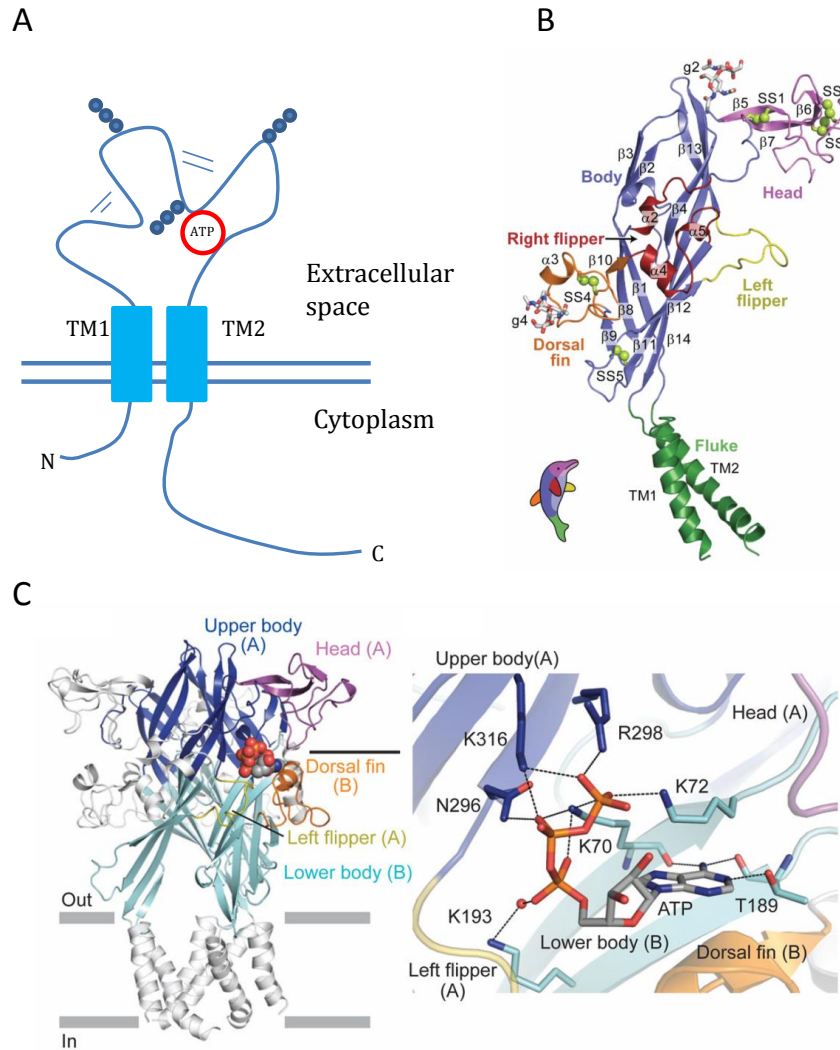 A
ATP
Extracellular
space
TM1
TM2
Cytoplasm
N
C
B
g2
β5
SS1
β6
SS
β7
SS
Head
β3
β13
β2
Body
β4
α2
α5
Right flipper
α3
β10
α4
Left
flipper
SS4
β1
g4
β8
β12
Dorsal
fin
β9
β11
β14
SS5
Fluke
TM2
TM1
C
Upper body
(A)
Head (A)
Dorsal fin
(B)
Left flipper (A)
Lower body (B)
Out
In
Upper body(A)
K316
R298
Head (A)
N296
K72
K70
K193
ATP
T189
Lower body (B)
Left flipper
(A)
Dorsal fin (B)